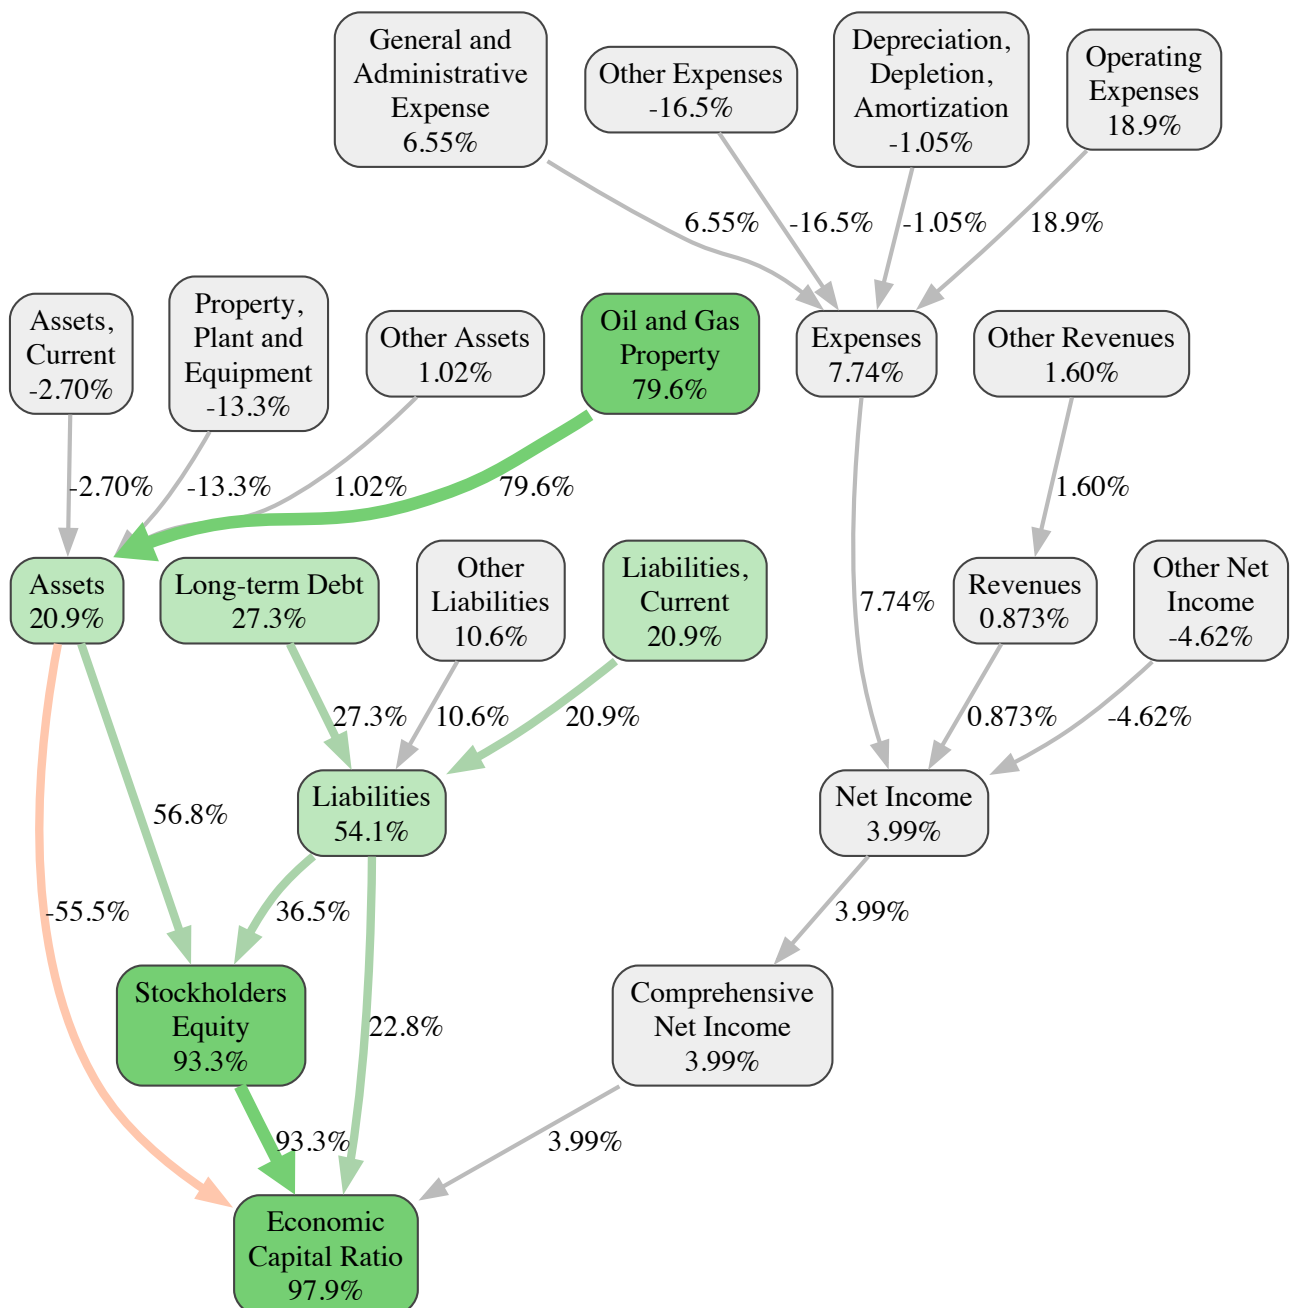 General and
Administrative
Expense
6.55%
Other Expenses
-16.5%
Depreciation,
Depletion,
Amortization
-1.05%
Operating
Expenses
18.9%
6.55%
-16.5%
-1.05%
18.9%
Assets,
Current
-2.70%
Property,
Plant and
Equipment
-13.3%
Other Assets
1.02%
Oil and Gas
Property
79.6%
Expenses
7.74%
Other Revenues
1.60%
-2.70%
-13.3%
1.02%
79.6%
1.60%
Assets
20.9%
Long-term Debt
27.3%
Other
Liabilities
10.6%
Liabilities,
Current
20.9%
7.74%
Revenues
0.873%
Other Net
Income
-4.62%
27.3%
10.6%
20.9%
0.873%
-4.62%
56.8%
Liabilities
54.1%
Net Income
3.99%
-55.5%
36.5%
3.99%
Stockholders
Equity
93.3%
22.8%
Comprehensive
Net Income
3.99%
93.3%
3.99%
Economic
Capital Ratio
97.9%